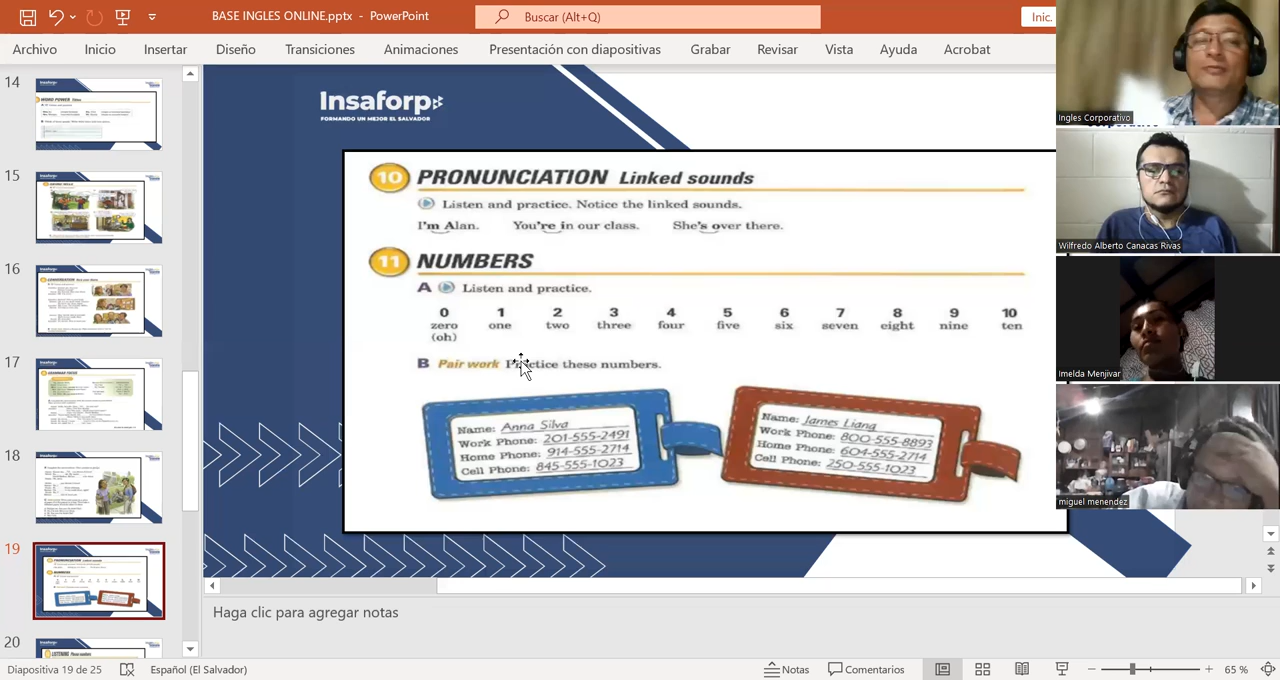 BASE INGLES ONLINE.pptx - PowerPoint
Buscar (Alt+Q)
Inic.
Archivo Inicio Insertar Diseño Transiciones Animaciones Presentación con diapositivas Grabar Revisar Vista Ayuda Acrobat
14
15
16
17
18
19
20
Insaforp
FORMANDO UN MEJOR EL SALVADOR
10 PRONUNCIATION Linked sounds
Listen and practice. Notice the linked sounds.
I'm Alan. You're in our class. She's over there.
11 NUMBERS
A Listen and practice.
0 1 2 3 4 5 6 7 8 9 10
zero one two three four five six seven eight nine ten
(oh)
B Pair work Practice these numbers.
Name: Anna Silva
Work Phone: 201-555-2491
Home Phone: 914-555-2714
Cell Phone: 845-555-1023
Name: James Liang
Work Phone: 800-555-8893
Home Phone: 604-555-2714
Cell Phone: 250-555-1023
Ingles Corporativo
Wilfredo Alberto Canacas Rivas
Imelda Menjivar
miguel menendez
Haga clic para agregar notas
Diapositiva 19 de 25 Español (El Salvador) Notas Comentarios 65 %